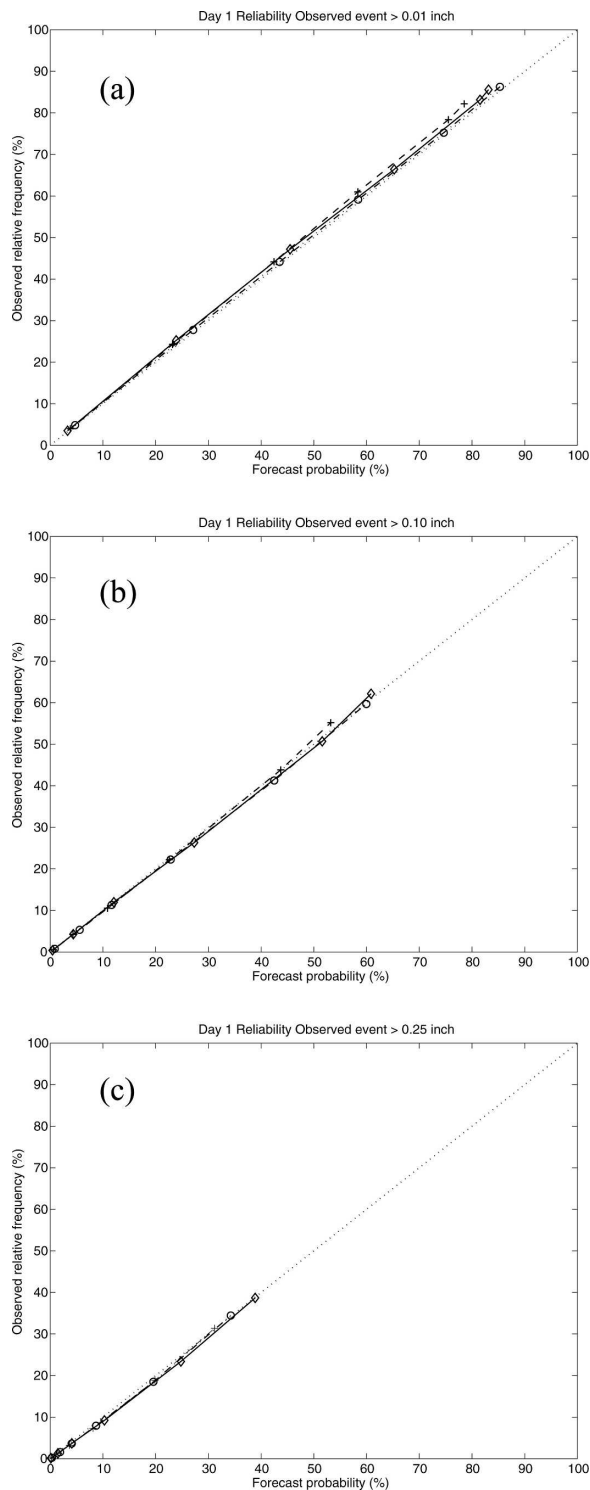 Day 1 Reliability Observed event > 0.01 inch
(a)
100
90
80
70
60
50
40
30
20
10
0
Observed relative frequency (%)
0 10 20 30 40 50 60 70 80 90 100
Forecast probability (%)
Day 1 Reliability Observed event > 0.10 inch
(b)
100
90
80
70
60
50
40
30
20
10
0
Observed relative frequency (%)
0 10 20 30 40 50 60 70 80 90 100
Forecast probability (%)
Day 1 Reliability Observed event > 0.25 inch
(c)
100
90
80
70
60
50
40
30
20
10
0
Observed relative frequency (%)
0 10 20 30 40 50 60 70 80 90 100
Forecast probability (%)